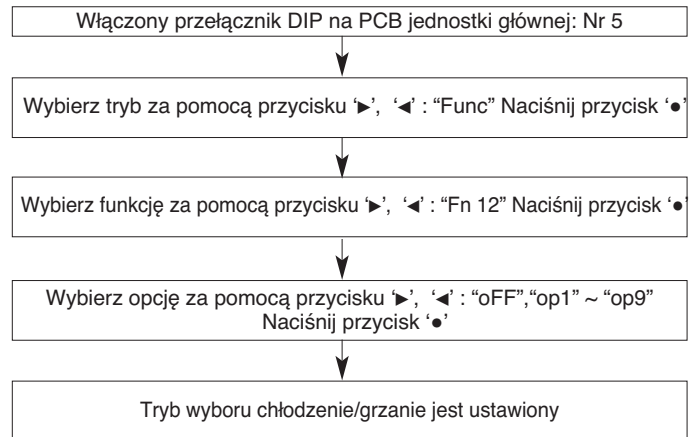 Włączony przełącznik DIP na PCB jednostki głównej: Nr 5
Wybierz tryb za pomocą przycisku ‘►’, ‘◄’ : “Func” Naciśnij przycisk ‘●’
Wybierz funkcję za pomocą przycisku ‘►’, ‘◄’ : “Fn 12” Naciśnij przycisk ‘●’
Wybierz opcję za pomocą przycisku ‘►’, ‘◄’ : “oFF”,“op1” ~ “op9”
Naciśnij przycisk ‘●’
Tryb wyboru chłodzenie/grzanie jest ustawiony